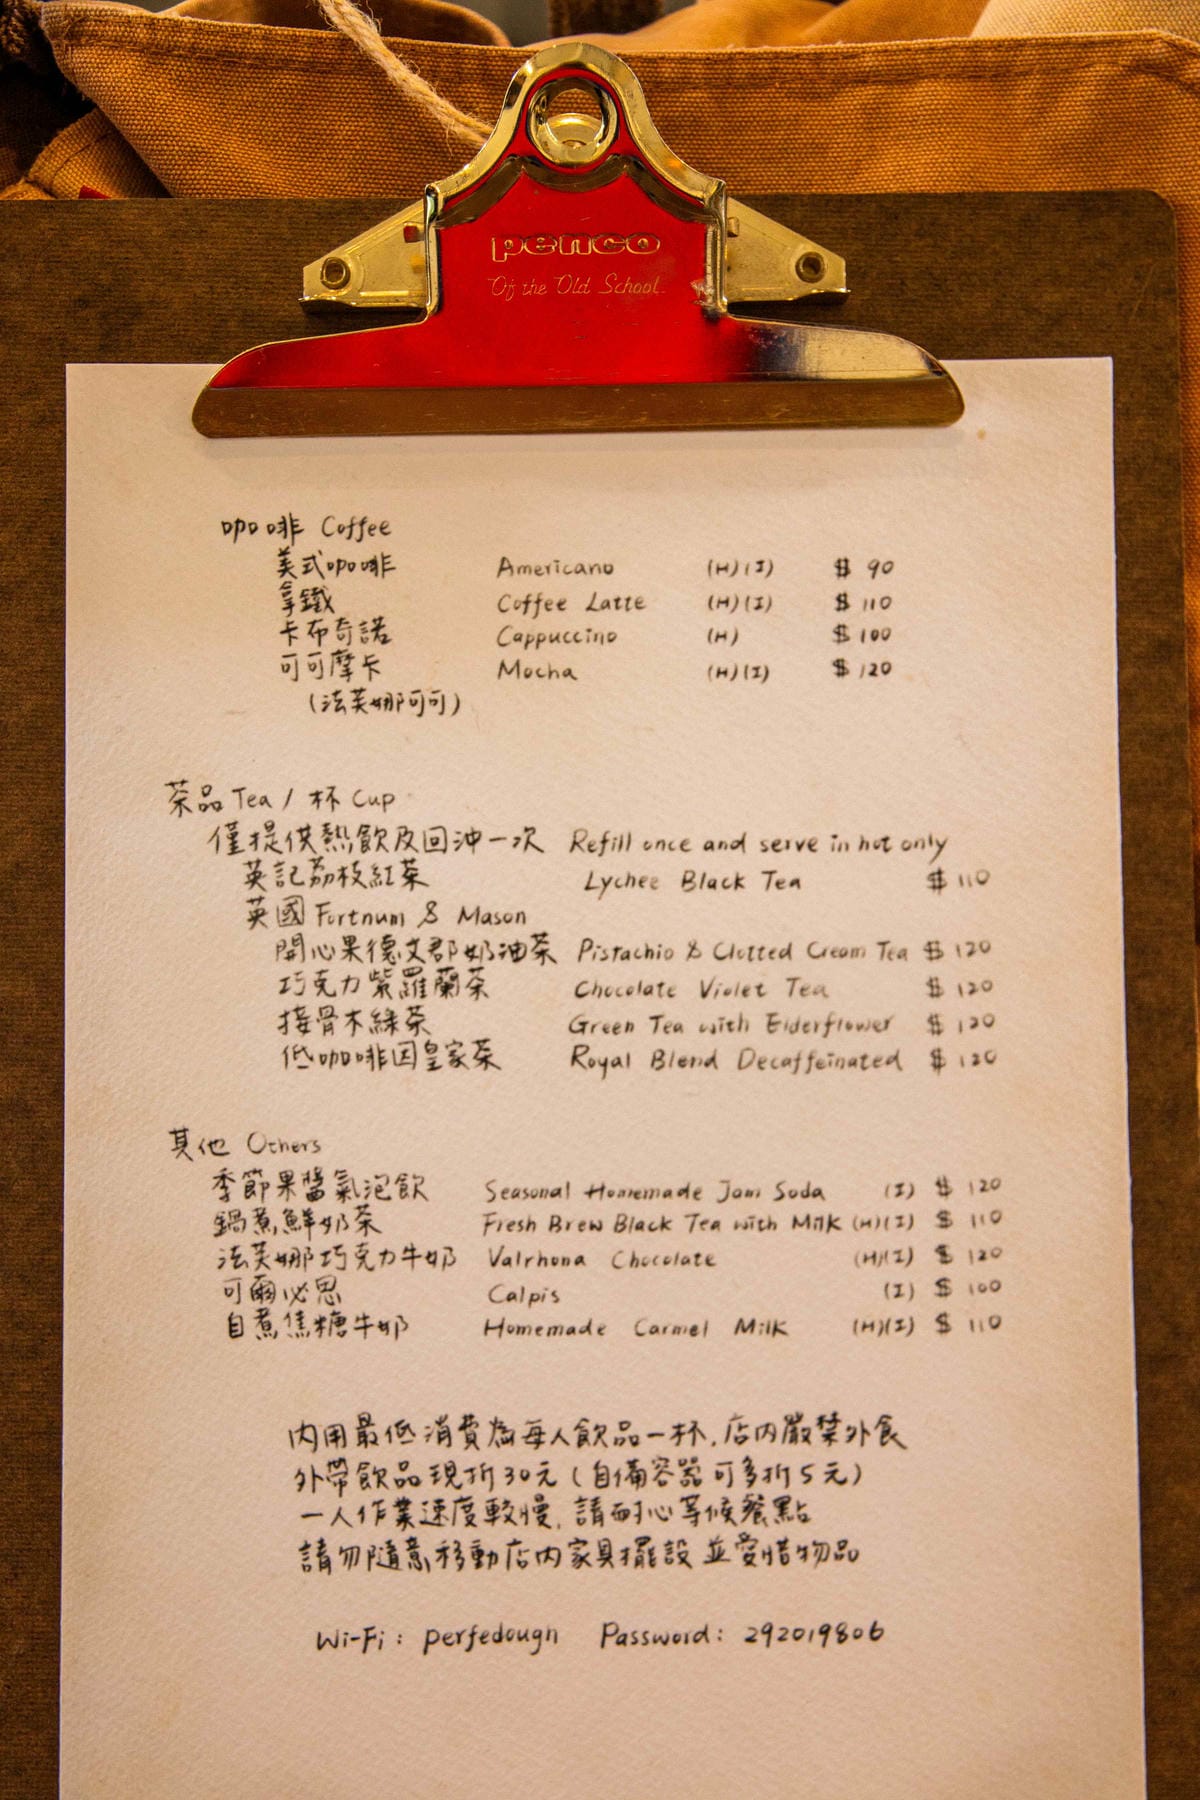 penco
Of the Old School
咖啡 Coffee
美式咖啡 Americano (H)(I) $ 90
拿鐵 Coffee Latte (H)(I) $ 110
卡布奇諾 Cappuccino (H) $ 100
可可摩卡 Mocha (H)(I) $ 120
(法芙娜可可)
茶品 Tea / 杯 Cup
僅提供熱飲及回沖一次 Refill once and serve in hot only
英記荔枝紅茶 Lychee Black Tea $ 110
英國 Fortnum & Mason
開心果德文郡奶油茶 Pistachio & Clotted Cream Tea $ 120
巧克力紫羅蘭茶 Chocolate Violet Tea $ 120
接骨木綠茶 Green Tea with Elderflower $ 120
低咖啡因皇家茶 Royal Blend Decaffeinated $ 120
其他 Others
季節果醬氣泡飲 Seasonal Homemade Jam Soda (I) $ 120
鍋煮鮮奶茶 Fresh Brew Black Tea with Milk (H)(I) $ 110
法芙娜巧克力牛奶 Valrhona Chocolate (H)(I) $ 120
可爾必思 Calpis (I) $ 100
自煮焦糖牛奶 Homemade Carmel Milk (H)(I) $ 110
內用最低消費為每人飲品一杯,店內嚴禁外食
外帶飲品現折30元(自備容器可多折5元)
一人作業速度較慢,請耐心等候餐點
請勿隨意移動店內家具擺設並愛惜物品
Wi-Fi: perfedough Password: 292019806